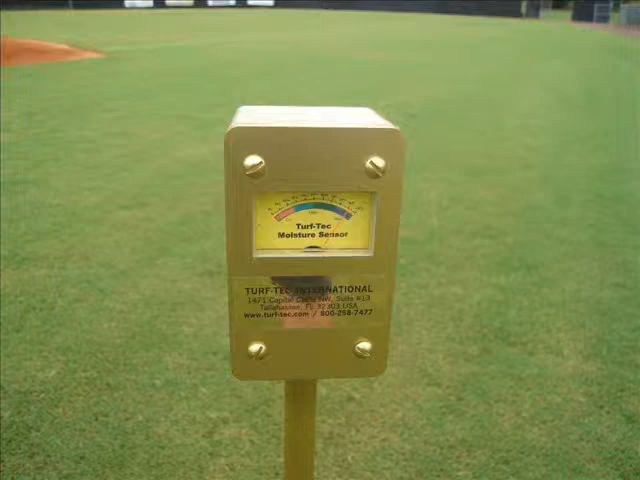 Turf-Tec
Moisture Sensor
TURF-TEC INTERNATIONAL
1471 Capital Circle NW, Suite #13
Tallahassee, FL 32303 USA
www.turf-tec.com / 800-258-7477